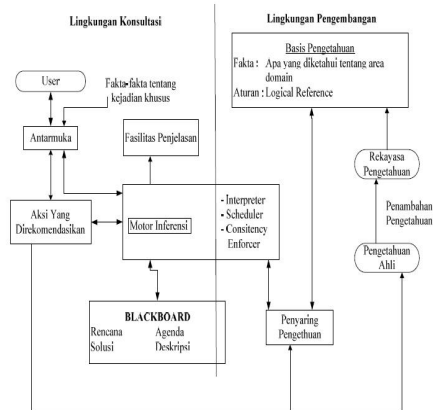 Lingkungan Konsultasi
Lingkungan Pengembangan
User
Fakta-fakta tentang
kejadian khusus
Antarmuka
Fasilitas Penjelasan
Basis Pengetahuan
Fakta : Apa yang diketahui tentang area
domain
Aturan : Logical Reference
Rekayasa
Pengetahuan
Penambahan
Pengetahuan
Pengetahuan
Ahli
Aksi Yang
Direkomendasikan
Motor Inferensi
- Interpreter
- Scheduler
- Consitency
Enforcer
BLACKBOARD
Rencana Agenda
Solusi Deskripsi
Penyaring
Pengethuan